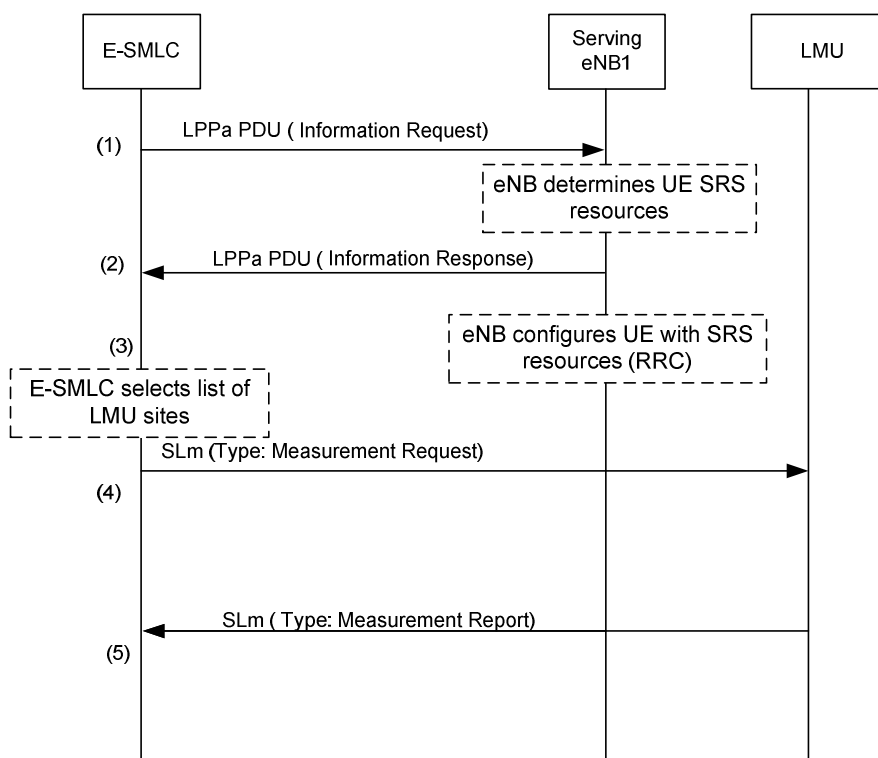 E-SMLC
Serving
eNB1
LMU
LPPa PDU ( Information Request)
(1)
eNB determines UE SRS
resources
LPPa PDU ( Information Response)
(2)
eNB configures UE with SRS
resources (RRC)
(3)
E-SMLC selects list of
LMU sites
SLm (Type: Measurement Request)
(4)
SLm ( Type: Measurement Report)
(5)